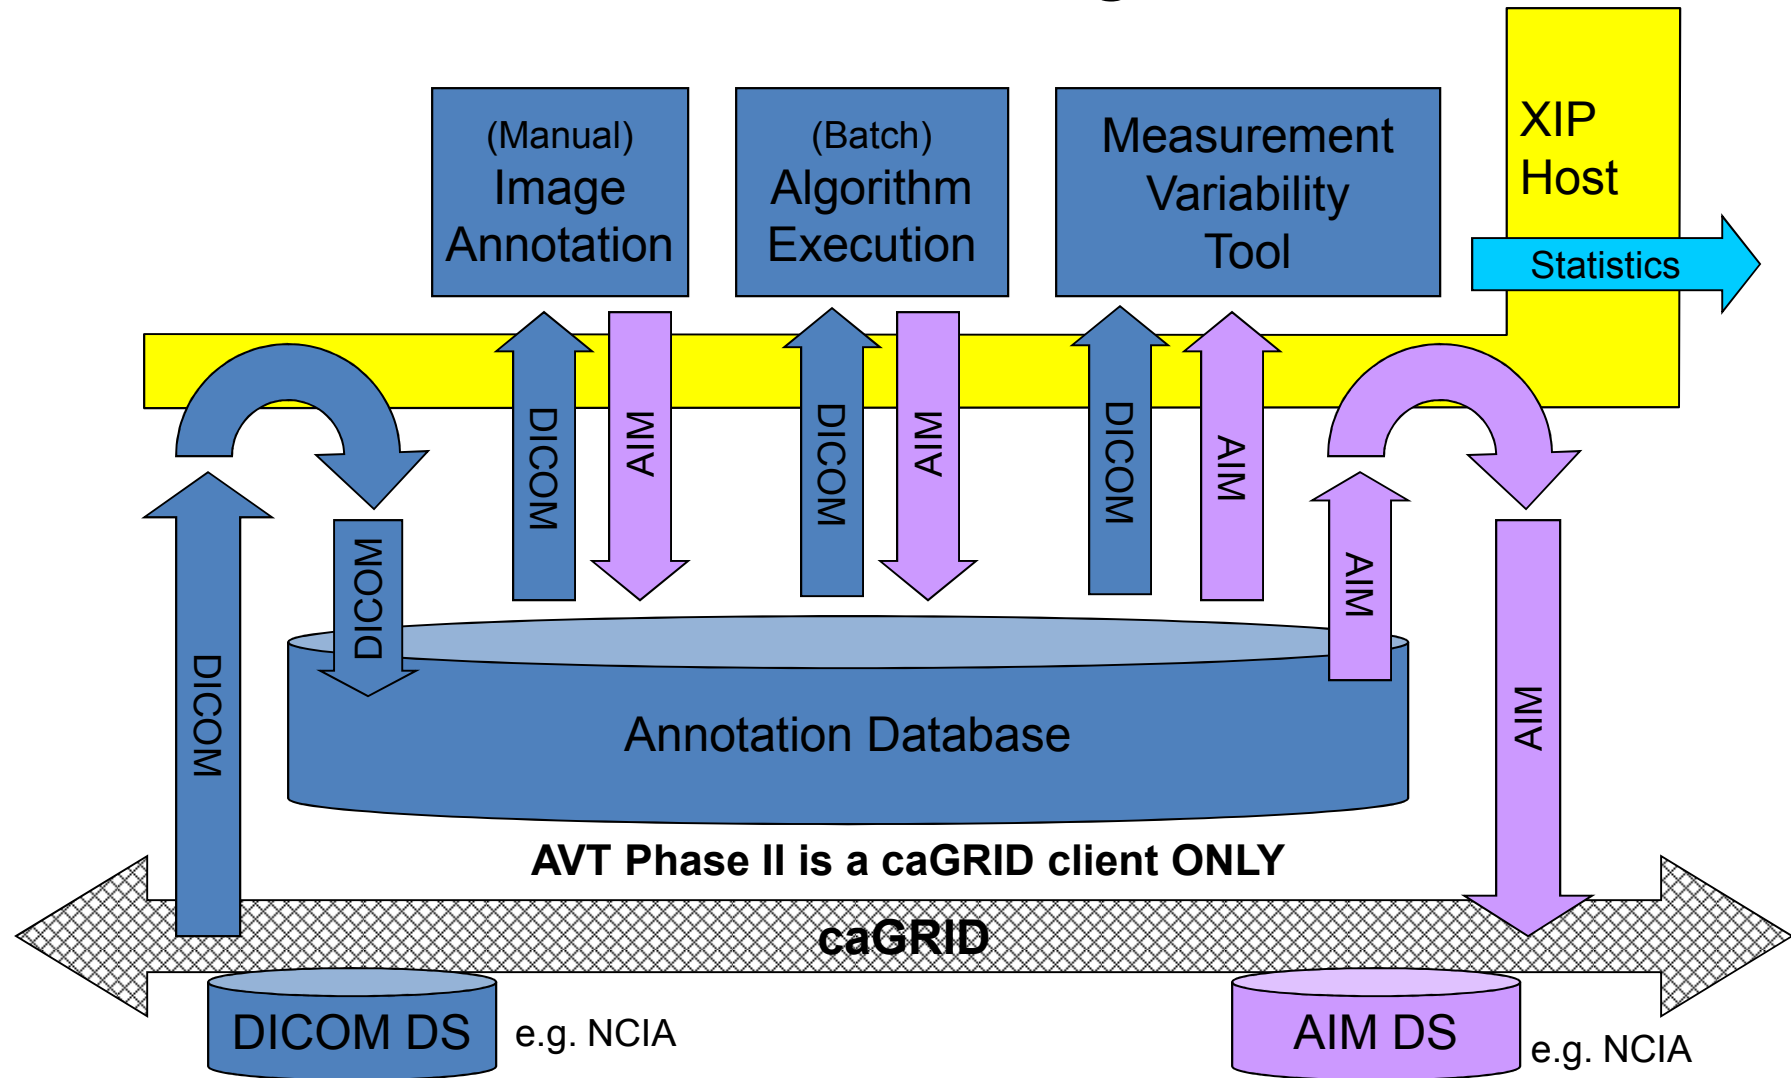 XIP
Host
(Manual)
Image
Annotation
(Batch)
Algorithm
Execution
Measurement
Variability
Tool
Statistics
DICOM
AIM
DICOM
AIM
DICOM
AIM
DICOM
DICOM
AIM
AIM
Annotation Database
AVT Phase II is a caGRID client ONLY
caGRID
DICOM DS
e.g. NCIA
AIM DS
e.g. NCIA